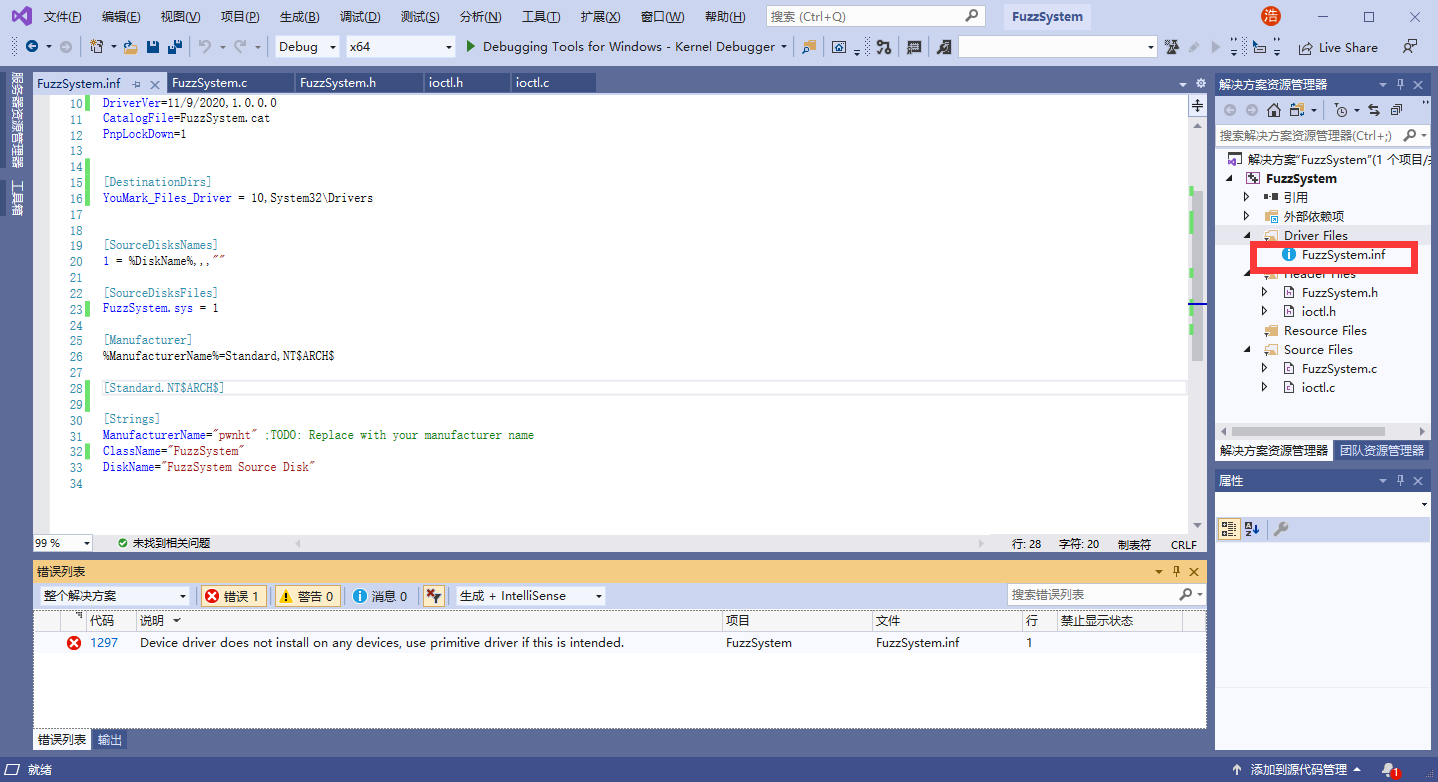 文件(F) 编辑(E) 视图(V) 项目(P) 生成(B) 调试(D) 测试(S) 分析(N) 工具(T) 扩展(X) 窗口(W) 帮助(H) 搜索 (Ctrl+Q) FuzzSystem 浩
Debug x64 Debugging Tools for Windows - Kernel Debugger Live Share
服务器资源管理器
工具箱
FuzzSystem.inf FuzzSystem.c FuzzSystem.h ioctl.h ioctl.c
10 DriverVer=11/9/2020,1.0.0.0
11 CatalogFile=FuzzSystem.cat
12 PnpLockDown=1
13
14
15 [DestinationDirs]
16 YouMark_Files_Driver = 10,System32\Drivers
17
18
19 [SourceDisksNames]
20 1 = %DiskName%,,,""
21
22 [SourceDisksFiles]
23 FuzzSystem.sys = 1
24
25 [Manufacturer]
26 %ManufacturerName%=Standard,NT$ARCH$
27
28 [Standard.NT$ARCH$]
29
30 [Strings]
31 ManufacturerName="pwnht" ;TODO: Replace with your manufacturer name
32 ClassName="FuzzSystem"
33 DiskName="FuzzSystem Source Disk"
34
99 % 未找到相关问题 行: 28 字符: 20 制表符 CRLF
错误列表
整个解决方案 错误 1 警告 0 消息 0 生成 + IntelliSense 搜索错误列表
代码 说明 项目 文件 行 禁止显示状态
1297 Device driver does not install on any devices, use primitive driver if this is intended. FuzzSystem FuzzSystem.inf 1
错误列表 输出
解决方案资源管理器
搜索解决方案资源管理器(Ctrl+;)
解决方案"FuzzSystem"(1 个项目/
FuzzSystem
引用
外部依赖项
Driver Files
FuzzSystem.inf
Header Files
FuzzSystem.h
ioctl.h
Resource Files
Source Files
FuzzSystem.c
ioctl.c
解决方案资源管理器 团队资源管理器
属性
就绪 添加到源代码管理 1